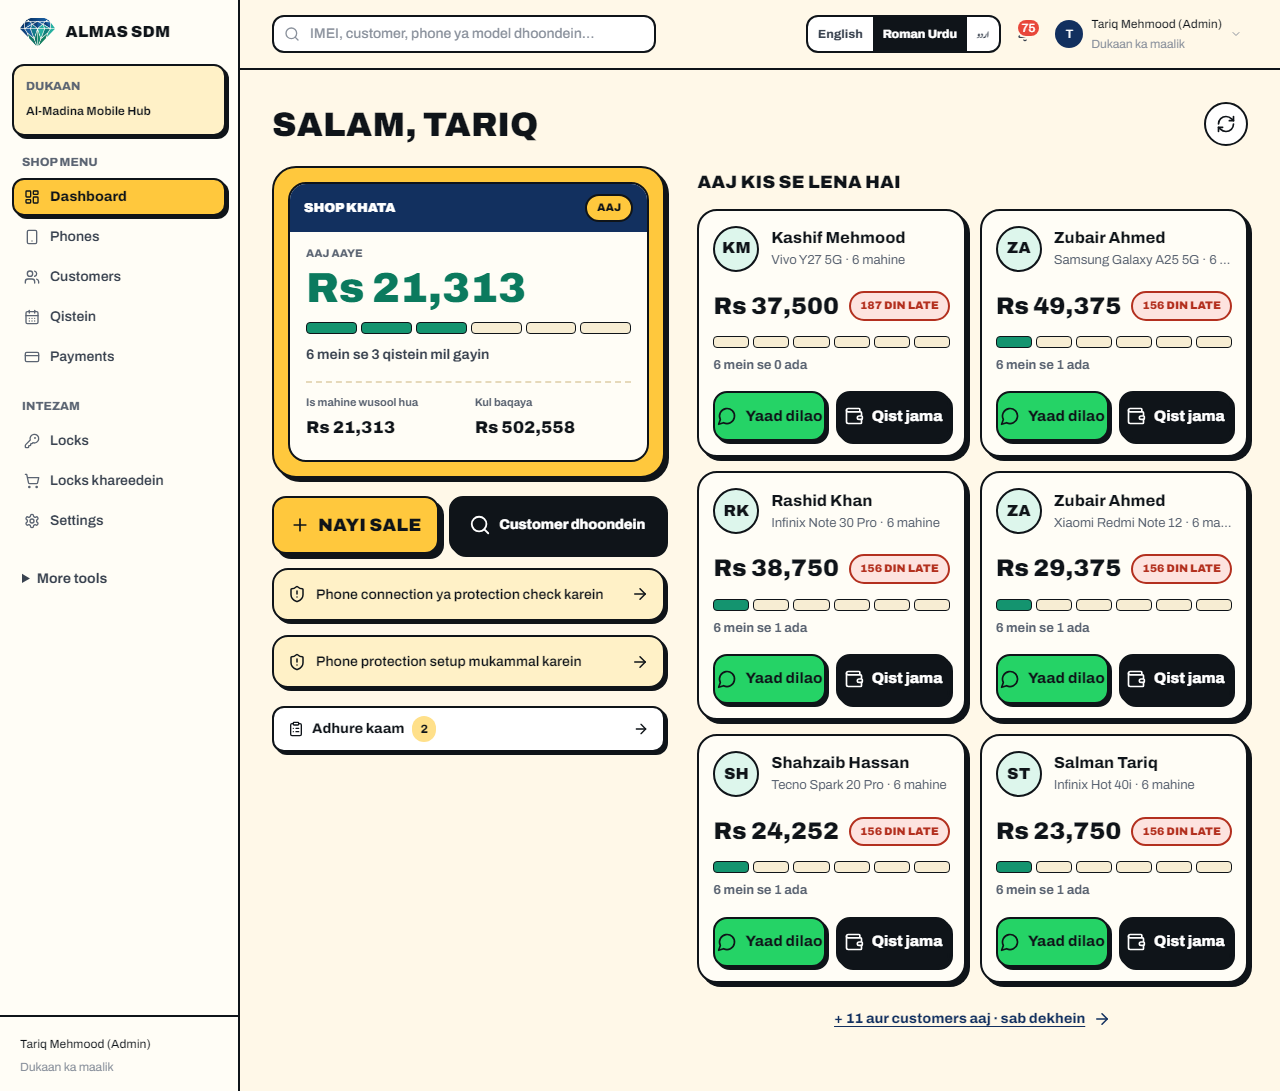 ALMAS SDM
DUKAAN
Al-Madina Mobile Hub
SHOP MENU
Dashboard
Phones
Customers
Qistein
Payments
INTEZAM
Locks
Locks khareedein
Settings
More tools
Tariq Mehmood (Admin)
Dukaan ka maalik
IMEI, customer, phone ya model dhoondein...
English
Roman Urdu
اردو
75
T
Tariq Mehmood (Admin)
Dukaan ka maalik
SALAM, TARIQ
SHOP KHATA
AAJ
AAJ AAYE
Rs 21,313
6 mein se 3 qistein mil gayin
Is mahine wusool hua
Kul baqaya
Rs 21,313
Rs 502,558
NAYI SALE
Customer dhoondein
Phone connection ya protection check karein
Phone protection setup mukammal karein
Adhure kaam
2
AAJ KIS SE LENA HAI
KM
Kashif Mehmood
Vivo Y27 5G · 6 mahine
Rs 37,500
187 DIN LATE
6 mein se 0 ada
Yaad dilao
Qist jama
ZA
Zubair Ahmed
Samsung Galaxy A25 5G · 6 ...
Rs 49,375
156 DIN LATE
6 mein se 1 ada
Yaad dilao
Qist jama
RK
Rashid Khan
Infinix Note 30 Pro · 6 mahine
Rs 38,750
156 DIN LATE
6 mein se 1 ada
Yaad dilao
Qist jama
ZA
Zubair Ahmed
Xiaomi Redmi Note 12 · 6 ma...
Rs 29,375
156 DIN LATE
6 mein se 1 ada
Yaad dilao
Qist jama
SH
Shahzaib Hassan
Tecno Spark 20 Pro · 6 mahine
Rs 24,252
156 DIN LATE
6 mein se 1 ada
Yaad dilao
Qist jama
ST
Salman Tariq
Infinix Hot 40i · 6 mahine
Rs 23,750
156 DIN LATE
6 mein se 1 ada
Yaad dilao
Qist jama
+ 11 aur customers aaj · sab dekhein